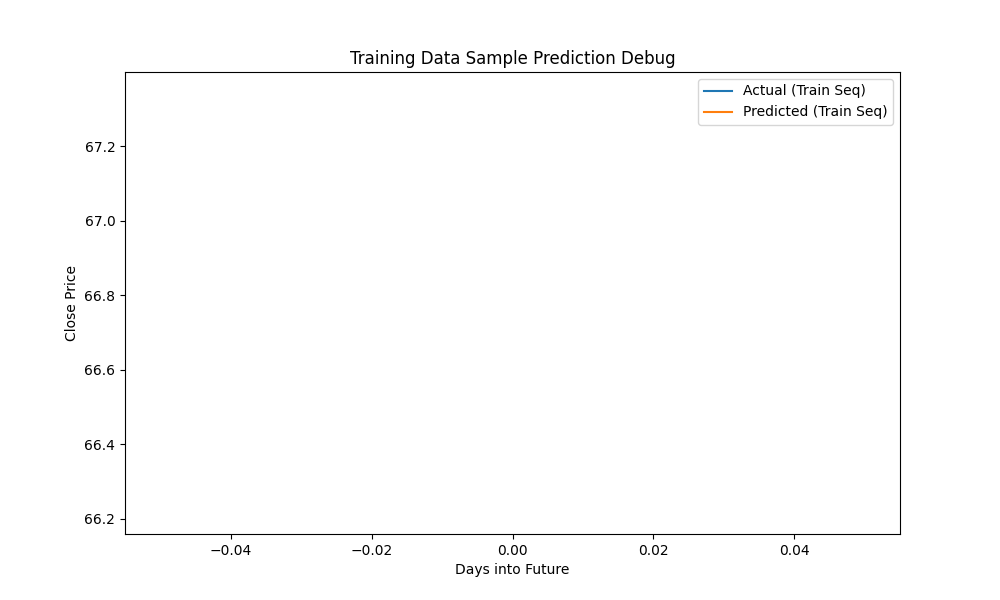 Training Data Sample Prediction Debug
Actual (Train Seq)
Predicted (Train Seq)
67.2
67.0
66.8
66.6
66.4
66.2
Close Price
−0.04
−0.02
0.00
0.02
0.04
Days into Future